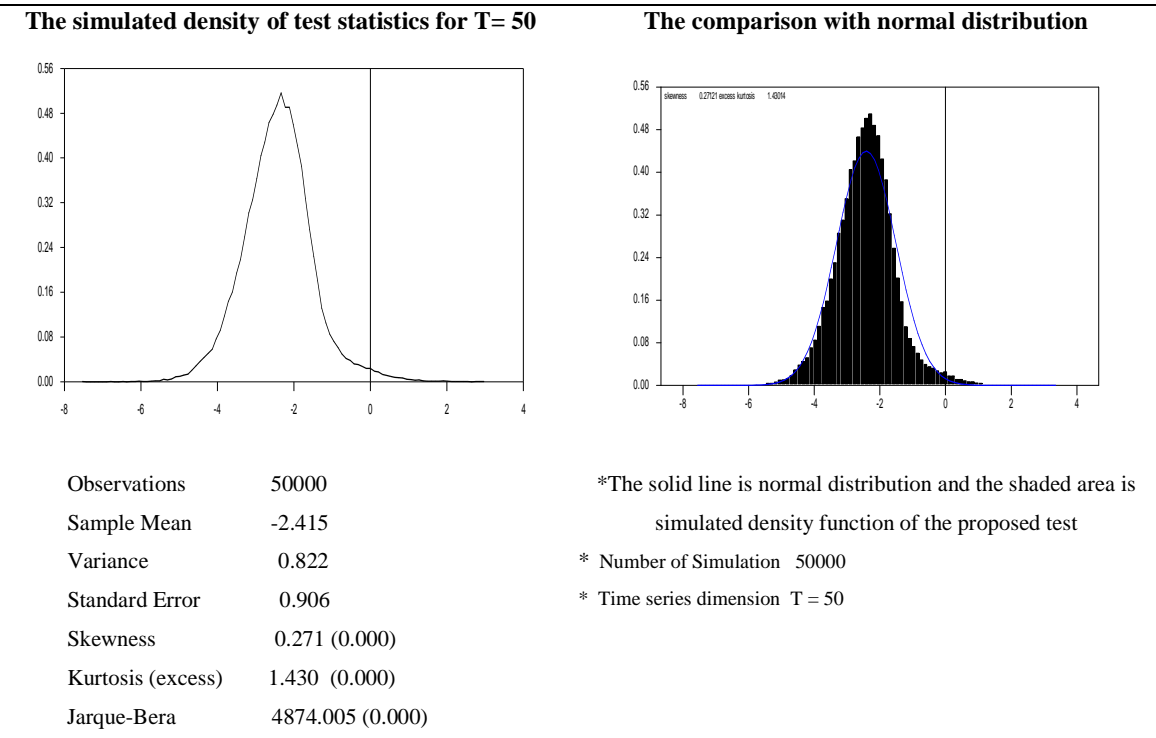 The simulated density of test statistics for T= 50
0.56
0.48
0.40
0.32
0.24
0.16
0.08
0.00
-8 -6 -4 -2 0 2 4
The comparison with normal distribution
0.56
skewness 0.27121 excess kurtosis 1.43014
0.48
0.40
0.32
0.24
0.16
0.08
0.00
-8 -6 -4 -2 0 2 4
Observations 50000
Sample Mean -2.415
Variance 0.822
Standard Error 0.906
Skewness 0.271 (0.000)
Kurtosis (excess) 1.430 (0.000)
Jarque-Bera 4874.005 (0.000)
*The solid line is normal distribution and the shaded area is
simulated density function of the proposed test
* Number of Simulation 50000
* Time series dimension T = 50